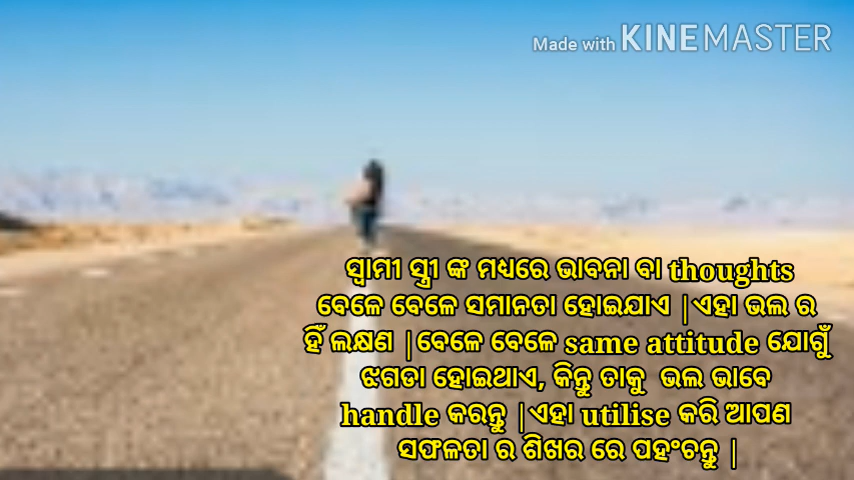 Made with KINEMASTER
ସ୍ଵାମୀ ସ୍ତ୍ରୀ ଙ୍କ ମଧ୍ୟରେ ଭାବନା ବା thoughts
ବେଳେ ବେଳେ ସମାନତା ହୋଇଯାଏ |ଏହା ଭଲ ର
ହିଁ ଲକ୍ଷଣ |ବେଳେ ବେଳେ same attitude ଯୋଗୁଁ
ଝଗଡା ହୋଇଥାଏ, କିନ୍ତୁ ତାକୁ ଭଲ ଭାବେ
handle କରନ୍ତୁ |ଏହା utilise କରି ଆପଣ
ସଫଳତା ର ଶିଖର ରେ ପହଂଚନ୍ତୁ |